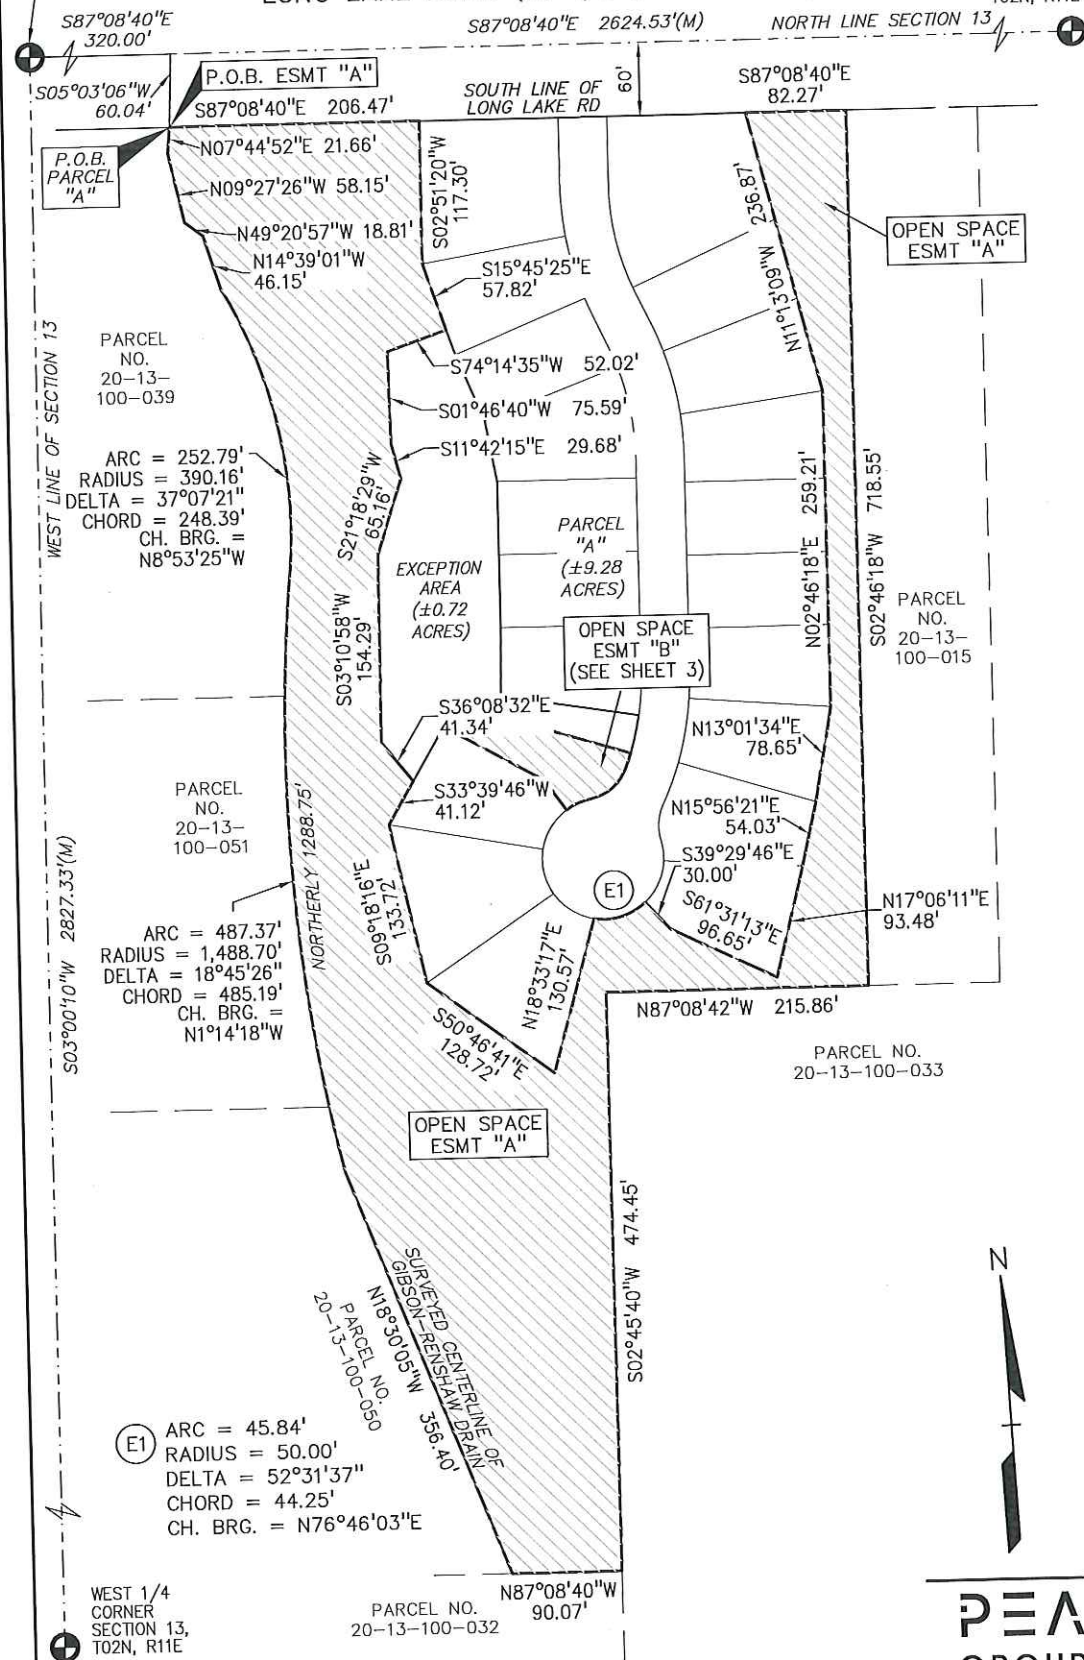 S87°08'40"E
320.00'
S87°08'40"E 2624.53'(M)
NORTH LINE SECTION 13
S05°03'06"W
60.04'
P.O.B. ESMT "A"
S87°08'40"E 206.47'
SOUTH LINE OF
LONG LAKE RD
60'
S87°08'40"E
82.27'
P.O.B.
PARCEL
"A"
N07°44'52"E 21.66'
N09°27'26"W 58.15'
N49°20'57"W 18.81'
N14°39'01"W
46.15'
S02°51'20"W
117.30'
236.87'
N11°13'09"W
OPEN SPACE
ESMT "A"
S15°45'25"E
57.82'
WEST LINE OF SECTION 13
PARCEL
NO.
20-13-
100-039
S74°14'35"W 52.02'
S01°46'40"W 75.59'
S11°42'15"E 29.68'
ARC = 252.79'
RADIUS = 390.16'
DELTA = 37°07'21"
CHORD = 248.39'
CH. BRG. =
N8°53'25"W
S21°18'29"W
65.16'
EXCEPTION
AREA
(±0.72
ACRES)
PARCEL
"A"
(±9.28
ACRES)
N02°46'18"E 259.21'
S02°46'18"W 718.55'
PARCEL
NO.
20-13-
100-015
S03°10'58"W
154.29'
OPEN SPACE
ESMT "B"
(SEE SHEET 3)
S36°08'32"E
41.34'
N13°01'34"E
78.65'
S33°39'46"W
41.12'
N15°56'21"E
54.03'
PARCEL
NO.
20-13-
100-051
NORTHERLY 1288.75'
S03°00'10"W 2827.33'(M)
S39°29'46"E
30.00'
E1
S61°31'13"E
96.65'
N17°06'11"E
93.48'
S09°18'16"E
133.72'
ARC = 487.37'
RADIUS = 1,488.70'
DELTA = 18°45'26"
CHORD = 485.19'
CH. BRG. =
N1°14'18"W
N18°33'17"E
130.57'
S50°46'41"E
128.72'
N87°08'42"W 215.86'
PARCEL NO.
20-13-100-033
OPEN SPACE
ESMT "A"
S02°45'40"W 474.45'
SURVEYED CENTERLINE OF
GIBSON-RENSHAW DRAIN
N18°30'05"W 356.40'
PARCEL NO.
20-13-100-050
N
E1
ARC = 45.84'
RADIUS = 50.00'
DELTA = 52°31'37"
CHORD = 44.25'
CH. BRG. = N76°46'03"E
WEST 1/4
CORNER
SECTION 13,
T02N, R11E
N87°08'40"W
90.07'
PARCEL NO.
20-13-100-032
PEA